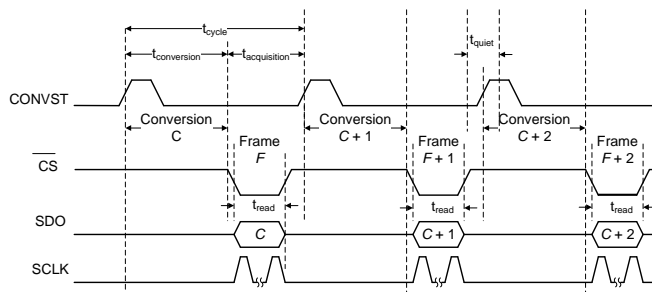 tcycle
tconversion
tacquisition
tquiet
CONVST
Conversion
C
Conversion
C + 1
Conversion
C + 2
Frame
F
Frame
F + 1
Frame
F + 2
CS
tread
tread
tread
SDO
C
C + 1
C + 2
SCLK